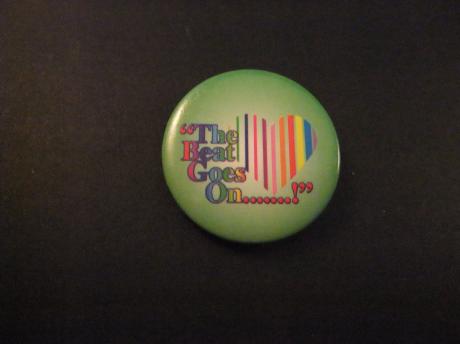 “The
Beat
Goes
On.......!”